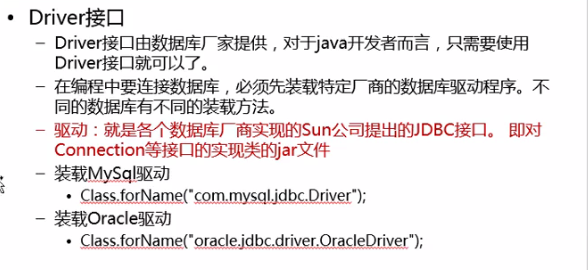 • Driver接口
– Driver接口由数据库厂家提供，对于java开发者而言，只需要使用
Driver接口就可以了。
– 在编程中要连接数据库，必须先装载特定厂商的数据库驱动程序。不
同的数据库有不同的装载方法。
– 驱动：就是各个数据库厂商实现的Sun公司提出的JDBC接口。 即对
Connection等接口的实现类的jar文件
– 装载MySql驱动
• Class.forName("com.mysql.jdbc.Driver");
– 装载Oracle驱动
• Class.forName("oracle.jdbc.driver.OracleDriver");